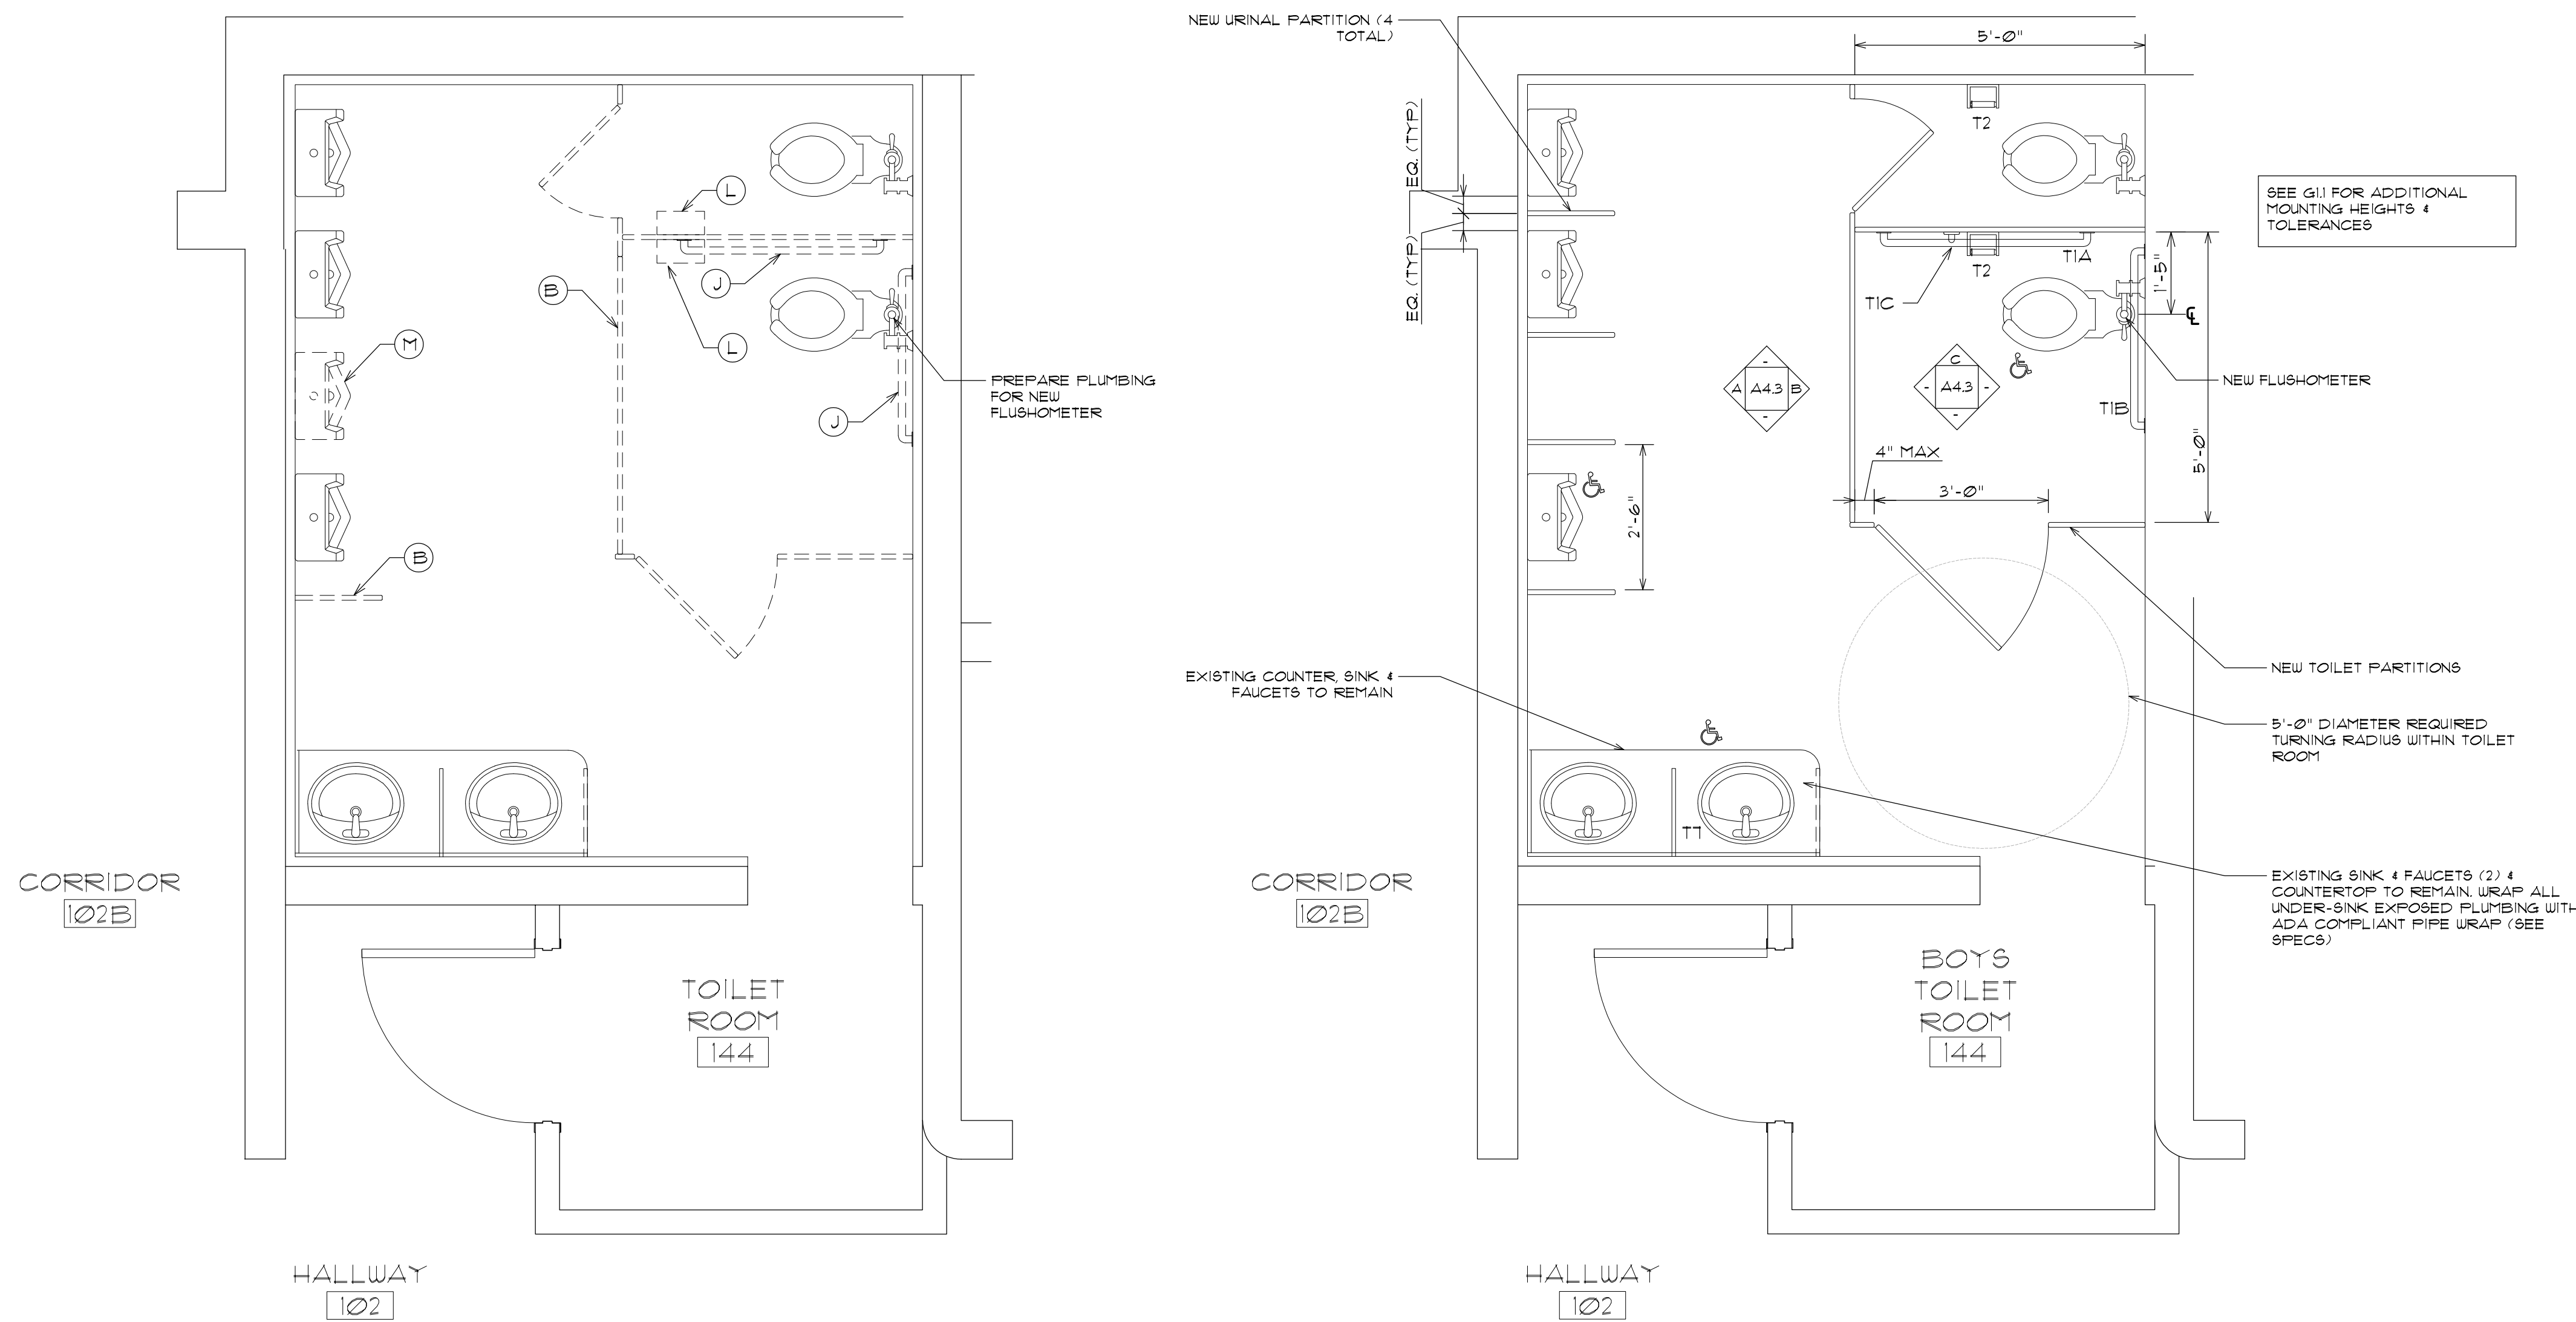 L
J
B
L
M
J
B
PREPARE PLUMBING
FOR NEW
FLUSHOMETER
CORRIDOR
102B
TOILET
ROOM
144
HALLWAY
102
NEW URINAL PARTITION (4
TOTAL)
5'-0"
EQ. (TYP)
EQ. (TYP)
T2
SEE G1.1 FOR ADDITIONAL
MOUNTING HEIGHTS &
TOLERANCES
T2
T1A
T1C
1'-5"
CL
-
A A4.3 B
-
C
- A4.3 -
-
NEW FLUSHOMETER
T1B
4" MAX
3'-0"
5'-0"
2'-6"
NEW TOILET PARTITIONS
EXISTING COUNTER, SINK &
FAUCETS TO REMAIN
5'-0" DIAMETER REQUIRED
TURNING RADIUS WITHIN TOILET
ROOM
T7
EXISTING SINK & FAUCETS (2) &
COUNTERTOP TO REMAIN. WRAP ALL
UNDER-SINK EXPOSED PLUMBING WITH
ADA COMPLIANT PIPE WRAP (SEE
SPECS)
CORRIDOR
102B
BOYS
TOILET
ROOM
144
HALLWAY
102